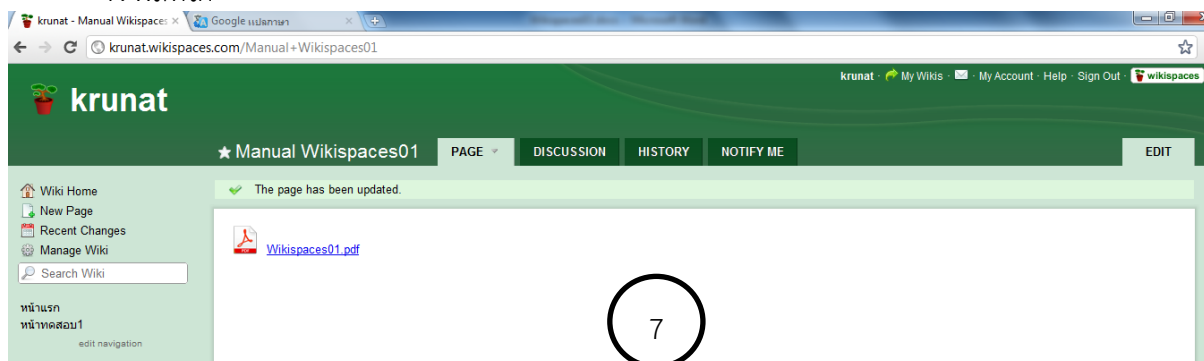 krunat - Manual Wikispaces
Google แปลภาษา
krunat.wikispaces.com/Manual+Wikispaces01
krunat · My Wikis · · My Account · Help · Sign Out · wikispaces
krunat
Manual Wikispaces01 PAGE DISCUSSION HISTORY NOTIFY ME EDIT
Wiki Home
The page has been updated.
New Page
Recent Changes
Manage Wiki
Search Wiki
Wikispaces01.pdf
หน้าแรก
หน้าทดสอบ1
edit navigation
7